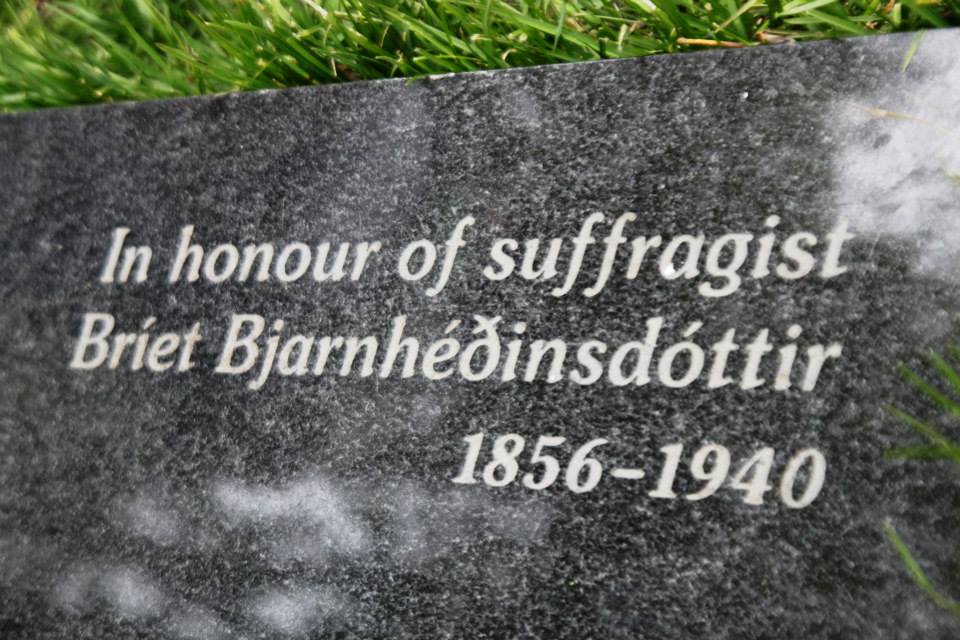 In honour of suffragist
Bríet Bjarnhéðinsdóttir
1856–1940